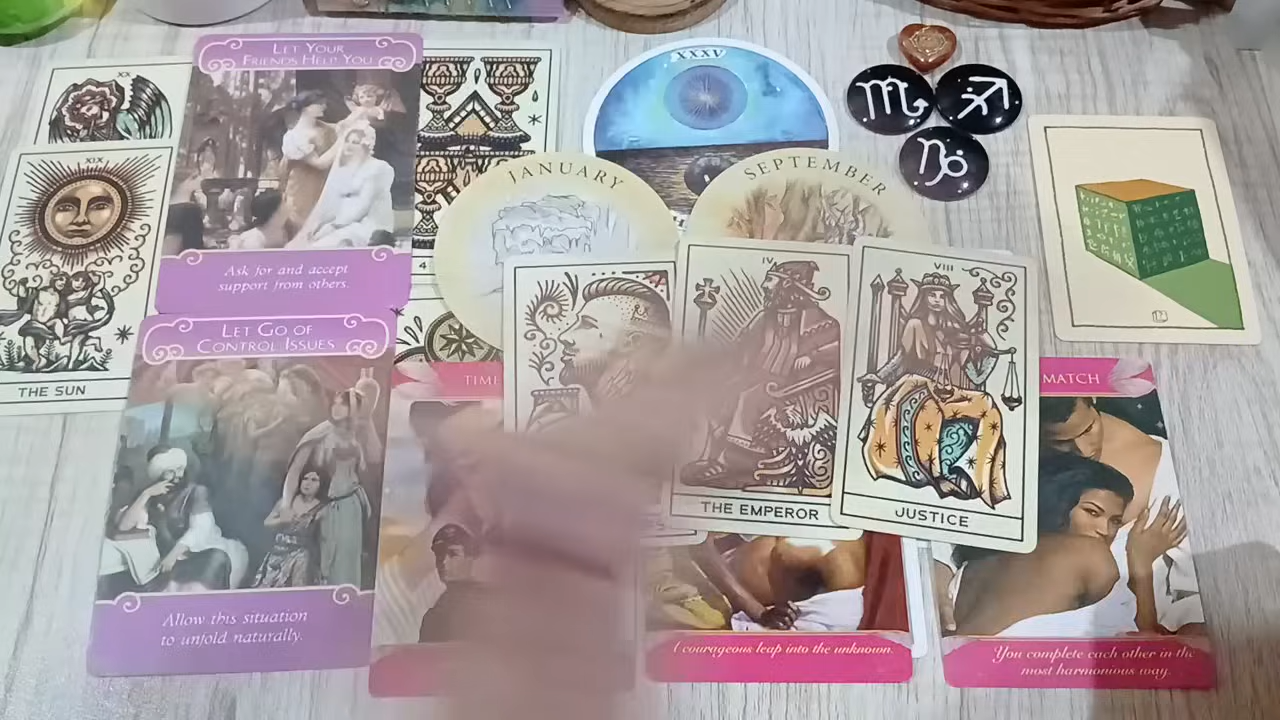 XX
XIX
THE SUN
LET YOUR
FRIENDS HELP YOU
Ask for and accept
support from others.
LET GO OF
CONTROL ISSUES
Allow this situation
to unfold naturally.
4
XXXV
JANUARY
SEPTEMBER
TIME
IV
THE EMPEROR
VIII
JUSTICE
MATCH
courageous leap into the unknown.
You complete each other in the
most harmonious way.